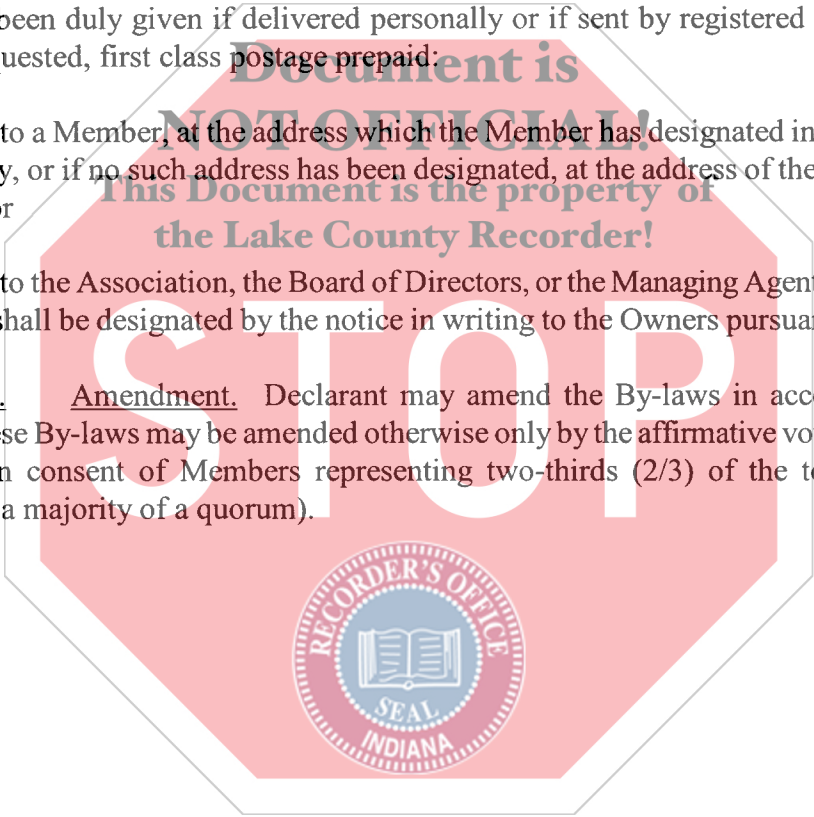 been duly given if delivered personally or if sent by registered
uested, first class postage prepaid:
Document is
NOT OFFICIAL!
to a Member, at the address which the Member has designated in
y, or if no such address has been designated, at the address of the
This Document is the property of
or
the Lake County Recorder!
to the Association, the Board of Directors, or the Managing Agent
shall be designated by the notice in writing to the Owners pursua
STOP
. Amendment. Declarant may amend the By-laws in acc
se By-laws may be amended otherwise only by the affirmative vo
n consent of Members representing two-thirds (2/3) of the t
a majority of a quorum).
RECORDER'S OFFICE
SEAL
INDIANA